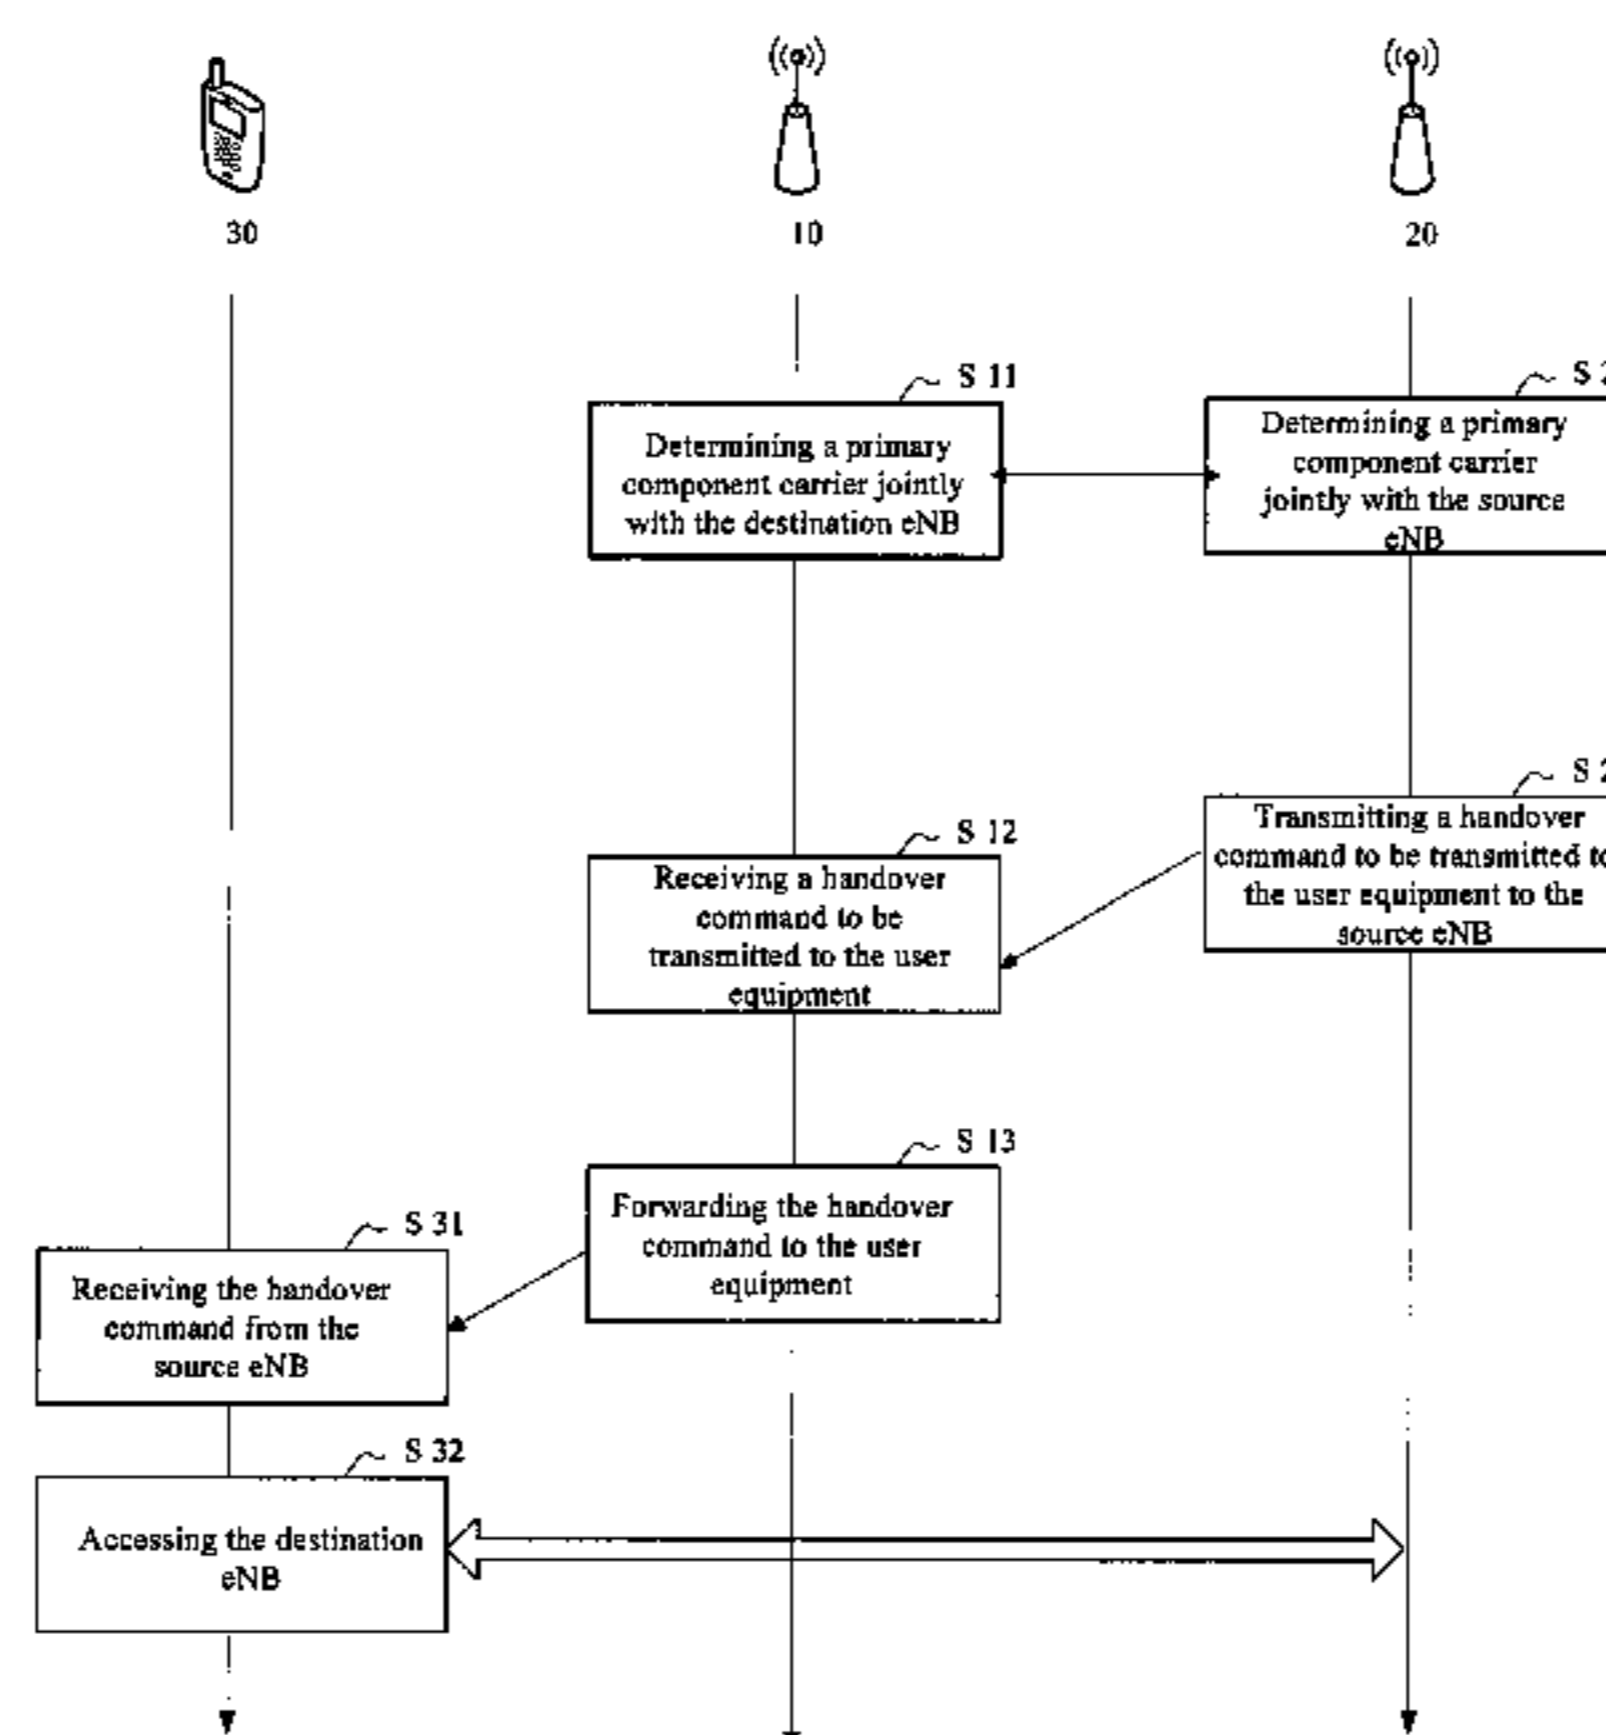 30
10
20
S 11
Determining a primary
component carrier jointly
with the destination eNB
S 2
Determining a primary
component carrier
jointly with the source
eNB
S 2
Transmitting a handover
command to be transmitted to
the user equipment to the
source eNB
S 12
Receiving a handover
command to be
transmitted to the user
equipment
S 13
Forwarding the handover
command to the user
equipment
S 31
Receiving the handover
command from the
source eNB
S 32
Accessing the destination
eNB